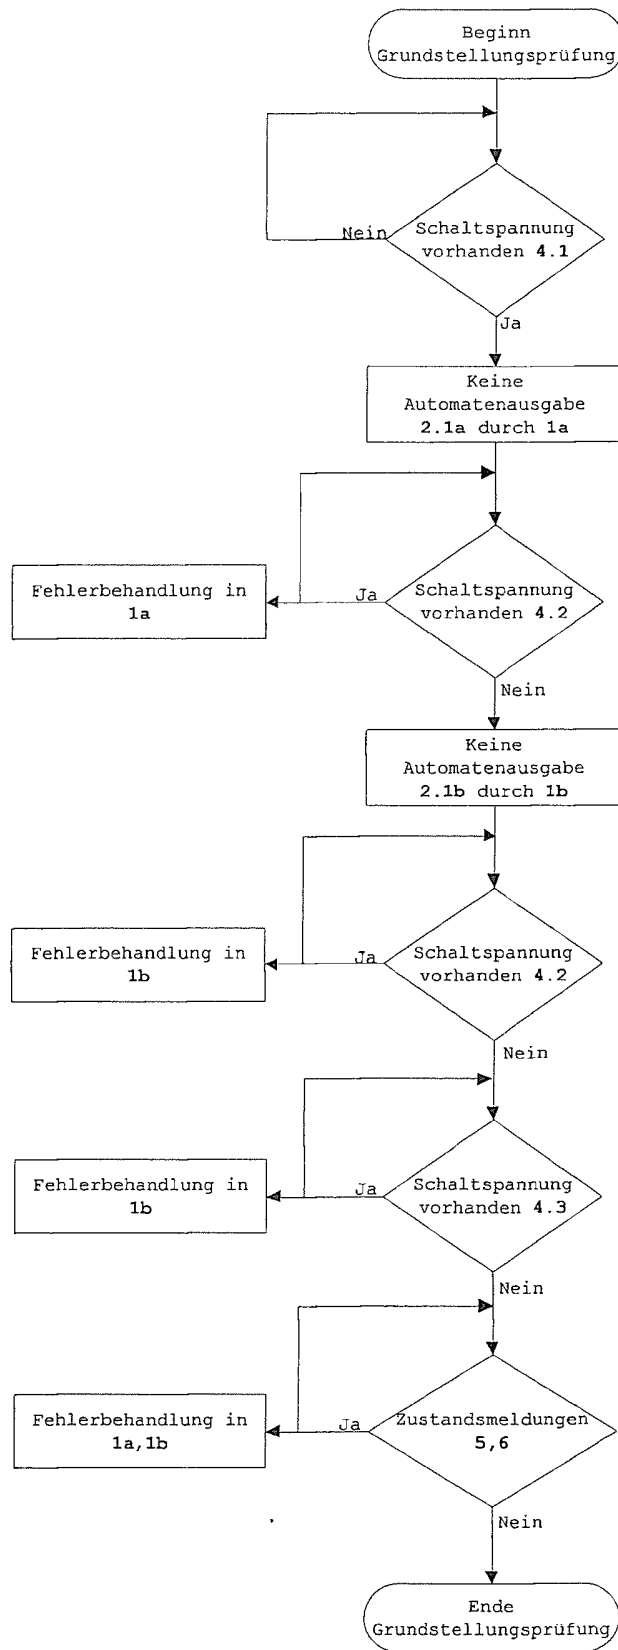 Beginn
Grundstellungsprüfung
Schaltspannung
Nein
vorhanden 4.1
Ja
Keine
Automatenausgabe
2.1a durch 1a
Fehlerbehandlung in
1a
Ja
Schaltspannung
vorhanden 4.2
Nein
Keine
Automatenausgabe
2.1b durch 1b
Fehlerbehandlung in
1b
Ja
Schaltspannung
vorhanden 4.2
Nein
Fehlerbehandlung in
1b
Ja
Schaltspannung
vorhanden 4.3
Nein
Fehlerbehandlung in
1a,1b
Ja
Zustandsmeldungen
5,6
Nein
Ende
Grundstellungsprüfung